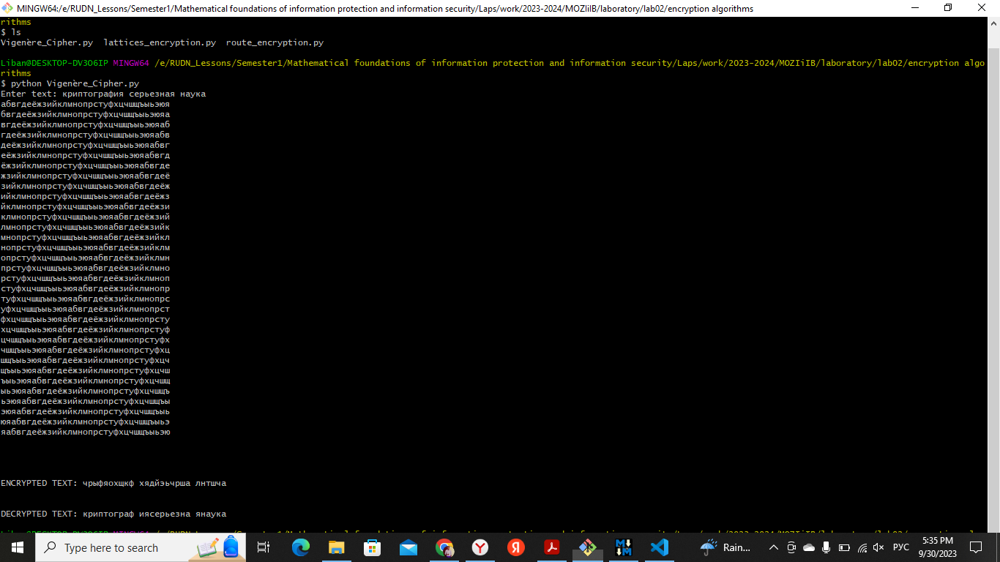 MINGW64:/e/RUDN_Lessons/Semester1/Mathematical foundations of information protection and information security/Laps/work/2023-2024/MOZIiIB/laboratory/lab02/encryption algorithms
rithms
$ ls
Vigenère_Cipher.py  lattices_encryption.py  route_encryption.py
Liban@DESKTOP-DV3O6IP MINGW64 /e/RUDN_Lessons/Semester1/Mathematical foundations of information protection and information security/Laps/work/2023-2024/MOZIiIB/laboratory/lab02/encryption algo
rithms
$ python Vigenère_Cipher.py
Enter text: криптография серьезная наука
абвгдеёжзийклмнопрстуфхцчшщъыьэюя
бвгдеёжзийклмнопрстуфхцчшщъыьэюяа
вгдеёжзийклмнопрстуфхцчшщъыьэюяаб
гдеёжзийклмнопрстуфхцчшщъыьэюяабв
деёжзийклмнопрстуфхцчшщъыьэюяабвг
еёжзийклмнопрстуфхцчшщъыьэюяабвгд
ёжзийклмнопрстуфхцчшщъыьэюяабвгде
жзийклмнопрстуфхцчшщъыьэюяабвгдеё
зийклмнопрстуфхцчшщъыьэюяабвгдеёж
ийклмнопрстуфхцчшщъыьэюяабвгдеёжз
йклмнопрстуфхцчшщъыьэюяабвгдеёжзи
клмнопрстуфхцчшщъыьэюяабвгдеёжзий
лмнопрстуфхцчшщъыьэюяабвгдеёжзийк
мнопрстуфхцчшщъыьэюяабвгдеёжзийкл
нопрстуфхцчшщъыьэюяабвгдеёжзийклм
опрстуфхцчшщъыьэюяабвгдеёжзийклмн
прстуфхцчшщъыьэюяабвгдеёжзийклмно
рстуфхцчшщъыьэюяабвгдеёжзийклмноп
стуфхцчшщъыьэюяабвгдеёжзийклмнопр
туфхцчшщъыьэюяабвгдеёжзийклмнопрс
уфхцчшщъыьэюяабвгдеёжзийклмнопрст
фхцчшщъыьэюяабвгдеёжзийклмнопрсту
хцчшщъыьэюяабвгдеёжзийклмнопрстуф
цчшщъыьэюяабвгдеёжзийклмнопрстуфх
чшщъыьэюяабвгдеёжзийклмнопрстуфхц
шщъыьэюяабвгдеёжзийклмнопрстуфхцч
щъыьэюяабвгдеёжзийклмнопрстуфхцчш
ъыьэюяабвгдеёжзийклмнопрстуфхцчшщ
ыьэюяабвгдеёжзийклмнопрстуфхцчшщъ
ьэюяабвгдеёжзийклмнопрстуфхцчшщъы
эюяабвгдеёжзийклмнопрстуфхцчшщъыь
юяабвгдеёжзийклмнопрстуфхцчшщъыьэ
яабвгдеёжзийклмнопрстуфхцчшщъыьэю
ENCRYPTED TEXT: чрыфяохщкф хядйэьчрша лнтшча
DECRYPTED TEXT: криптограф иясерьезна янаука
Type here to search
Rain...
РУС
5:35 PM
9/30/2023